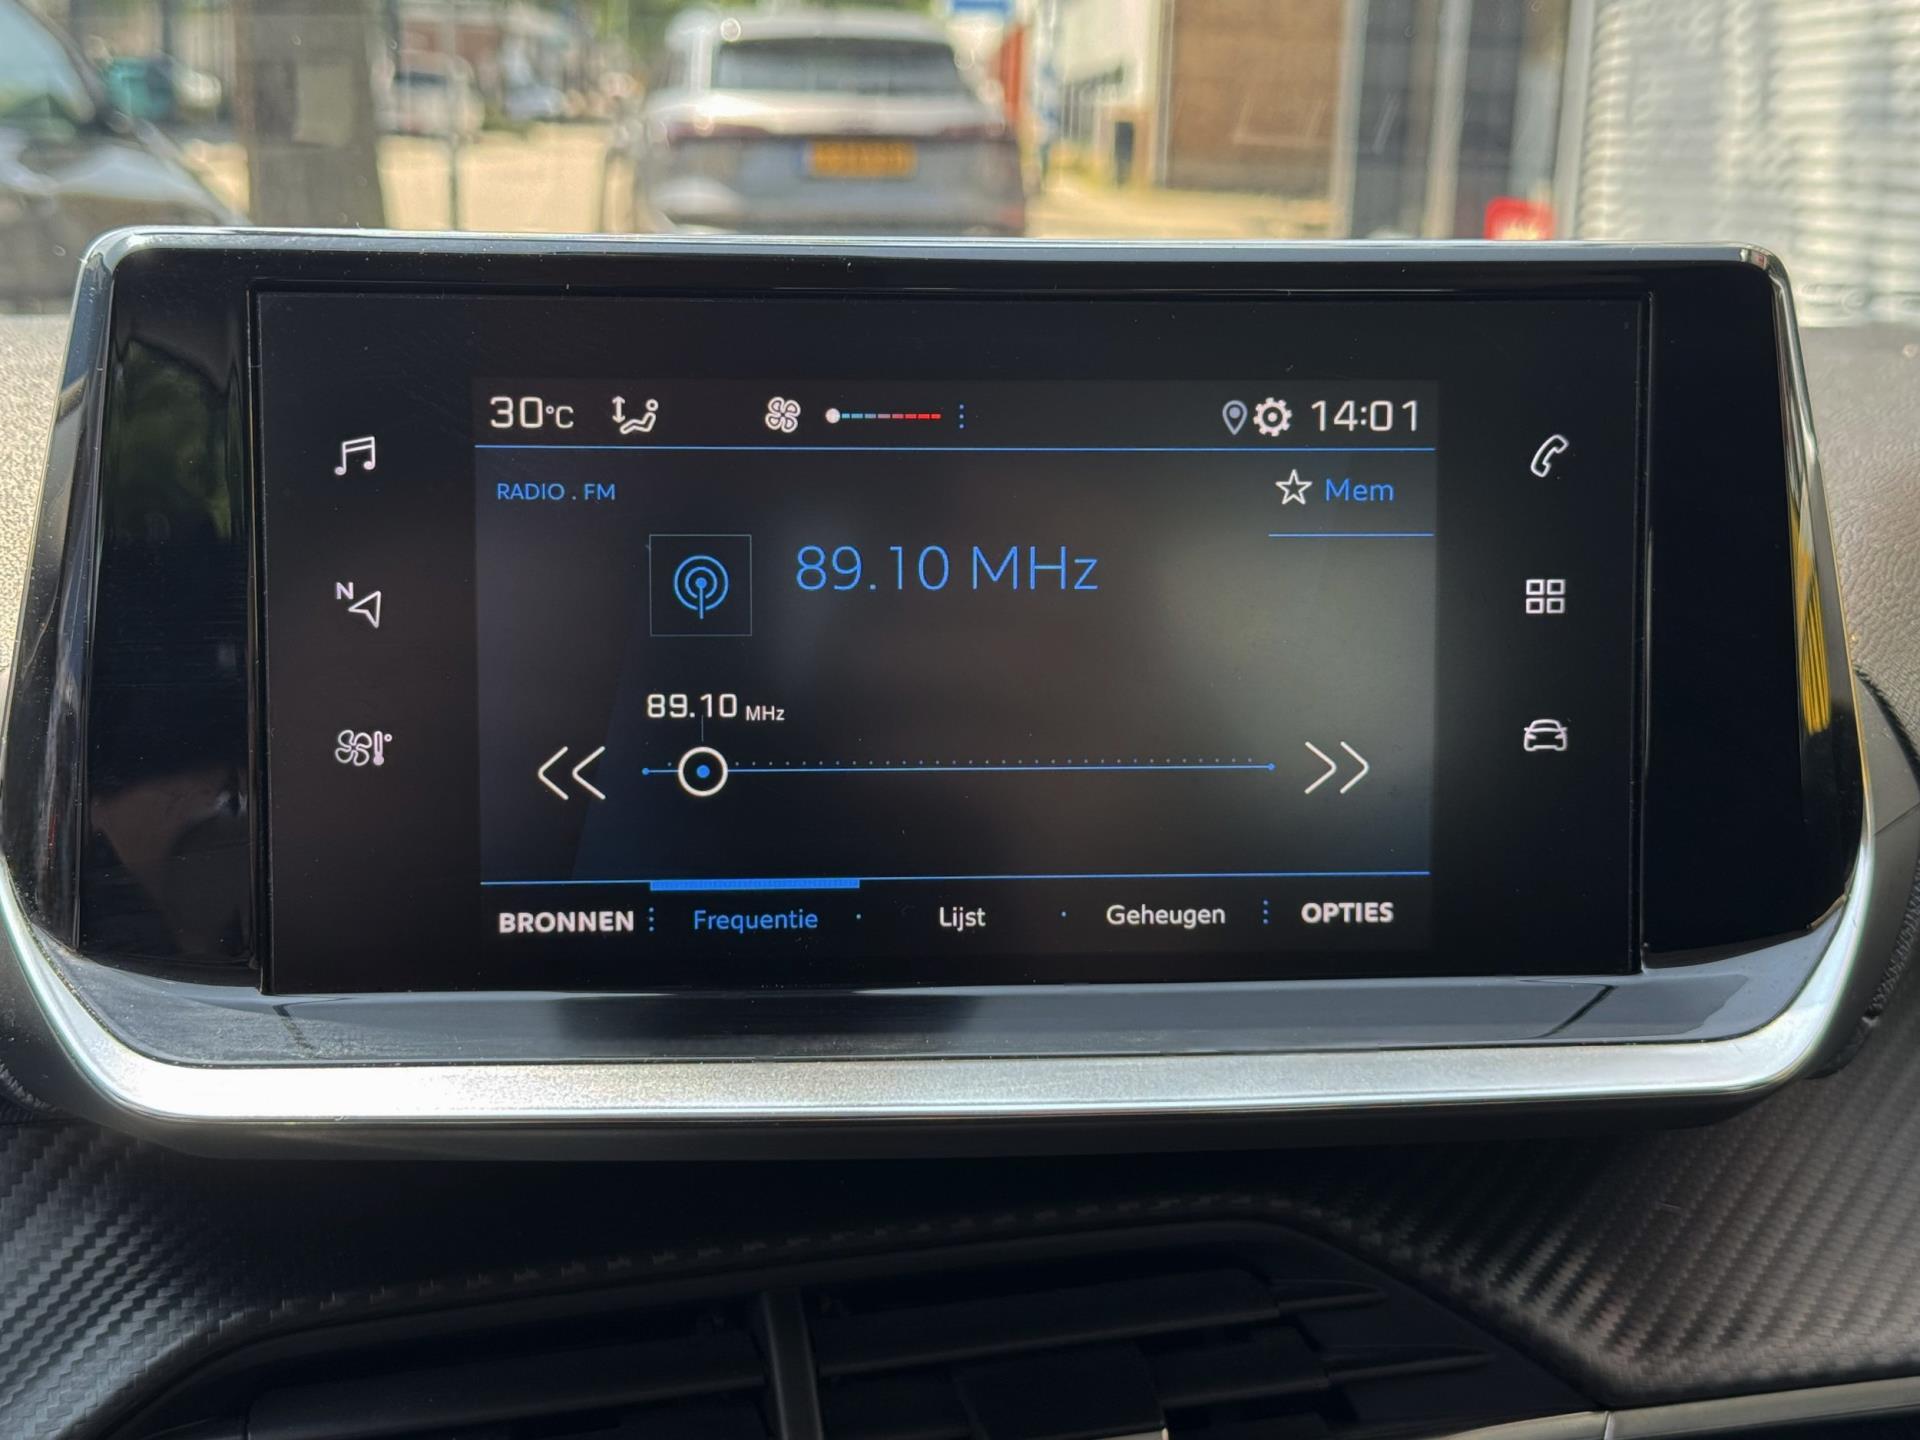 30°C 14:01
RADIO . FM Mem
89.10 MHz
89.10 MHz
N
BRONNEN Frequentie Lijst Geheugen OPTIES